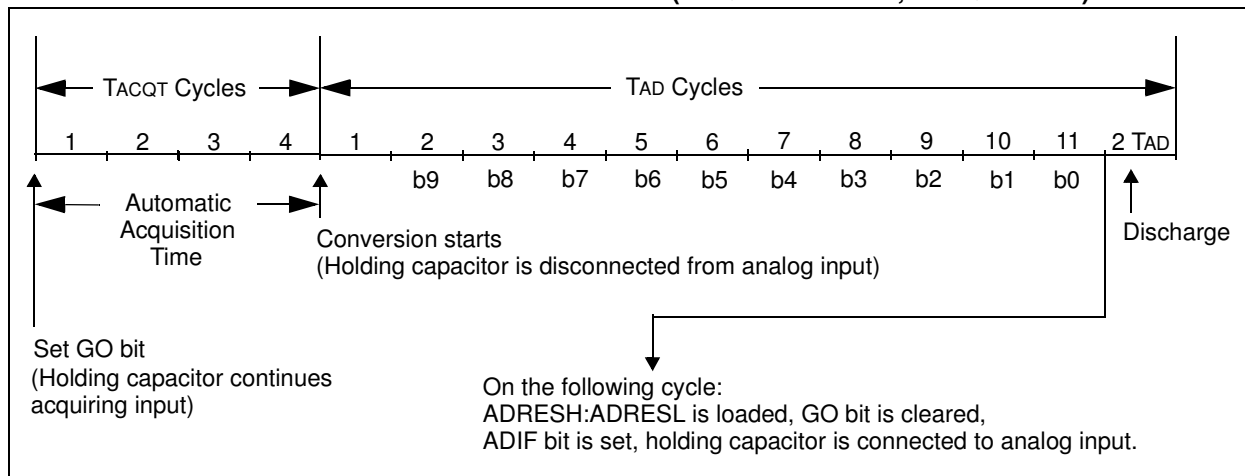 TACQT Cycles
TAD Cycles
1 2 3 4 1 2 3 4 5 6 7 8 9 10 11 2 TAD
b9 b8 b7 b6 b5 b4 b3 b2 b1 b0
Automatic
Acquisition
Time
Conversion starts
(Holding capacitor is disconnected from analog input)
Discharge
Set GO bit
(Holding capacitor continues
acquiring input)
On the following cycle:
ADRESH:ADRESL is loaded, GO bit is cleared,
ADIF bit is set, holding capacitor is connected to analog input.